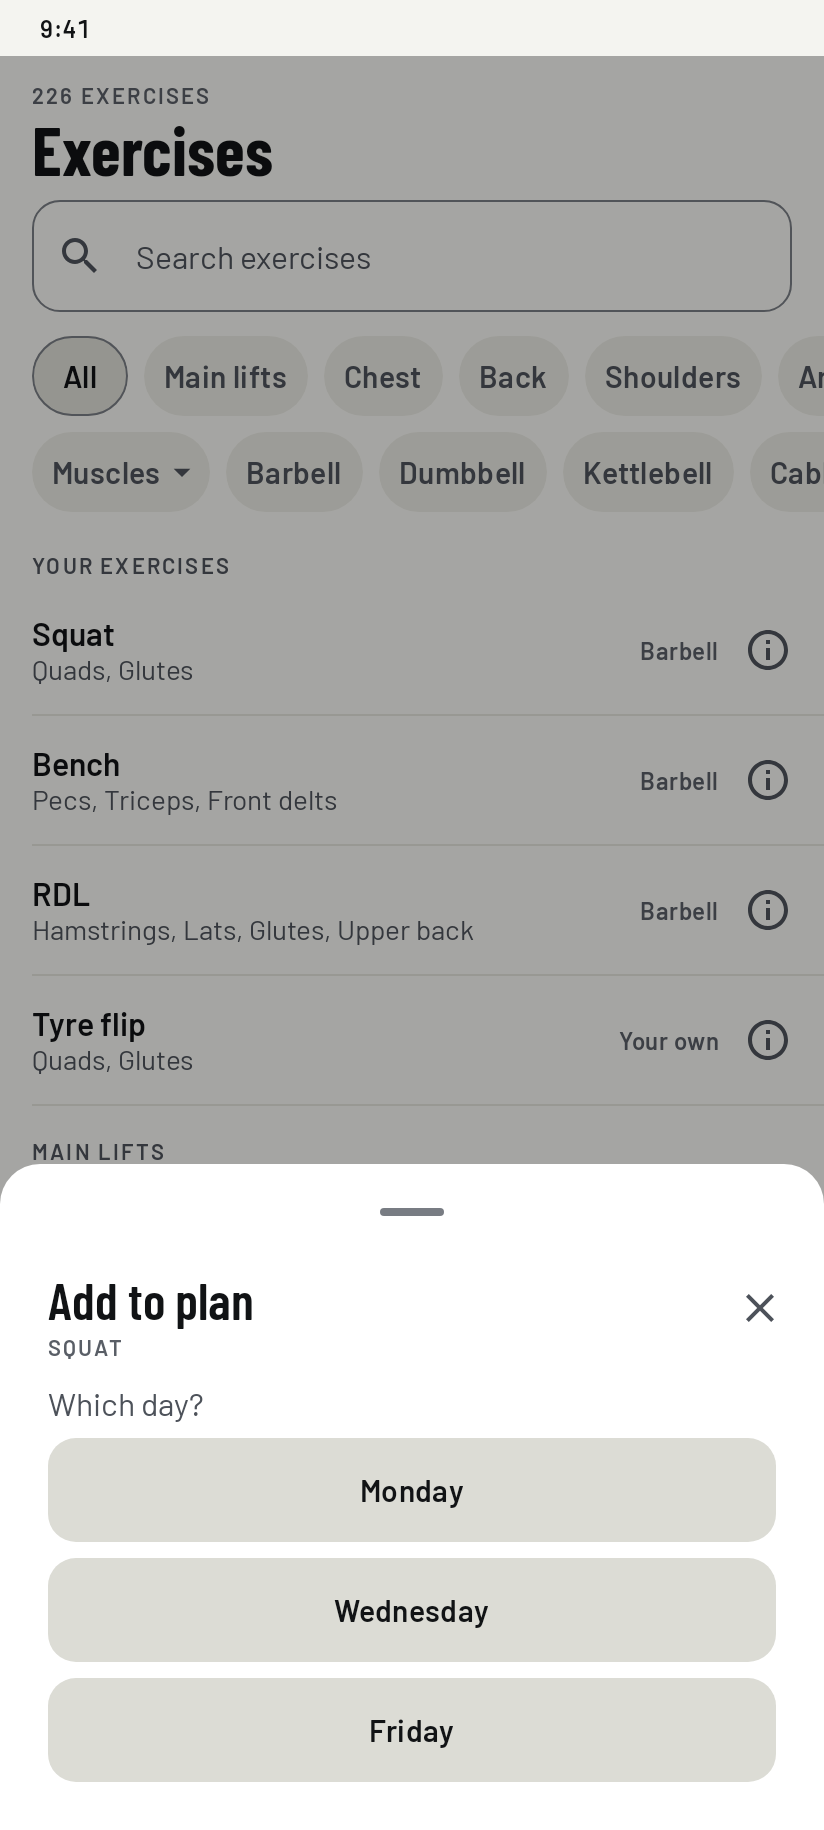 9:41
226 EXERCISES
Exercises
Search exercises
All Main lifts Chest Back Shoulders
Muscles Barbell Dumbbell Kettlebell
YOUR EXERCISES
Squat
Quads, Glutes
Barbell
Bench
Pecs, Triceps, Front delts
Barbell
RDL
Hamstrings, Lats, Glutes, Upper back
Barbell
Tyre flip
Quads, Glutes
Your own
MAIN LIFTS
Add to plan
SQUAT
Which day?
Monday
Wednesday
Friday